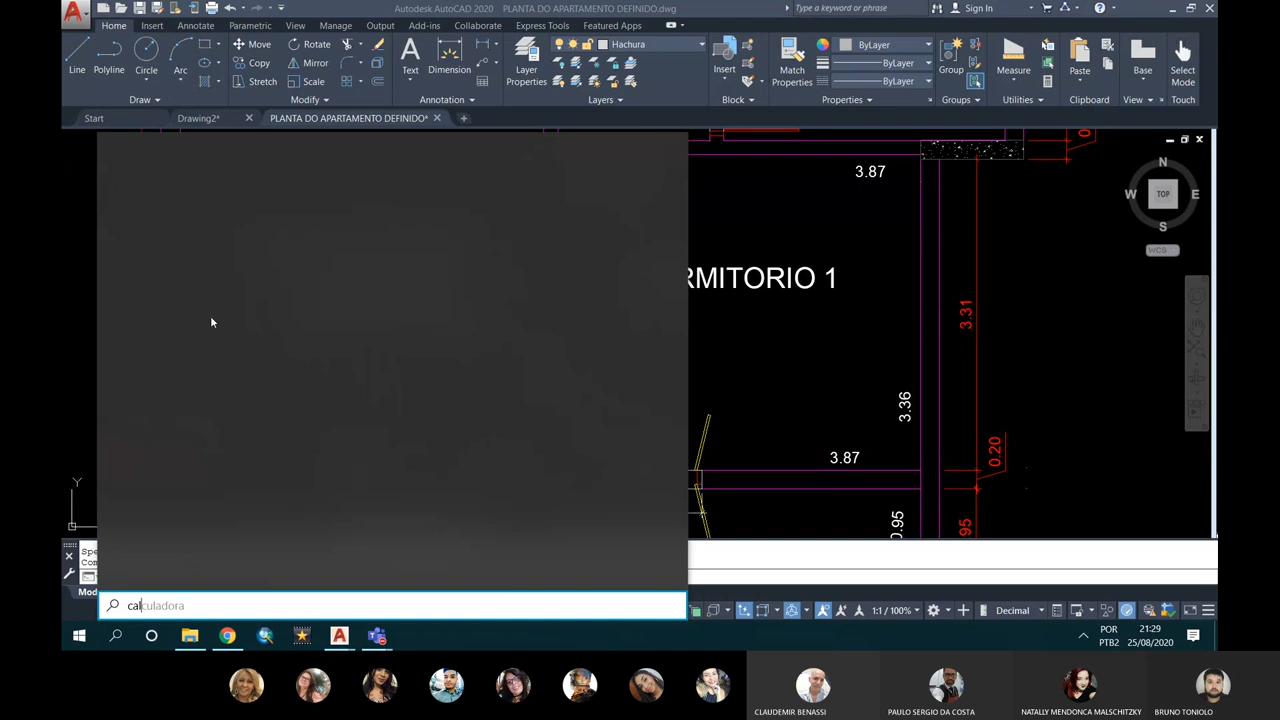 Autodesk AutoCAD 2020 PLANTA DO APARTAMENTO DEFINIDO.dwg
Type a keyword or phrase
Sign In
Home Insert Annotate Parametric View Manage Output Add-ins Collaborate Express Tools Featured Apps
Line Polyline Circle Arc
Move Rotate
Copy Mirror
Stretch Scale
Text Dimension
Layer Properties
Hachura
Insert
Match Properties
ByLayer
ByLayer
ByLayer
Group Measure Paste Base Select Mode
Draw Modify Annotation Layers Block Properties Groups Utilities Clipboard View Touch
Start Drawing2* PLANTA DO APARTAMENTO DEFINIDO*
3.87
N
W TOP E
S
WCS
RMITORIO 1
3.31
3.36
0.20
3.87
0.95
95
Y
Spe
Com
Mod
calculadora
1:1 / 100% Decimal
POR
PTB2
21:29
25/08/2020
CLAUDEMIR BENASSI PAULO SERGIO DA COSTA NATALLY MENDONCA MALSCHITZKY BRUNO TONIOLO